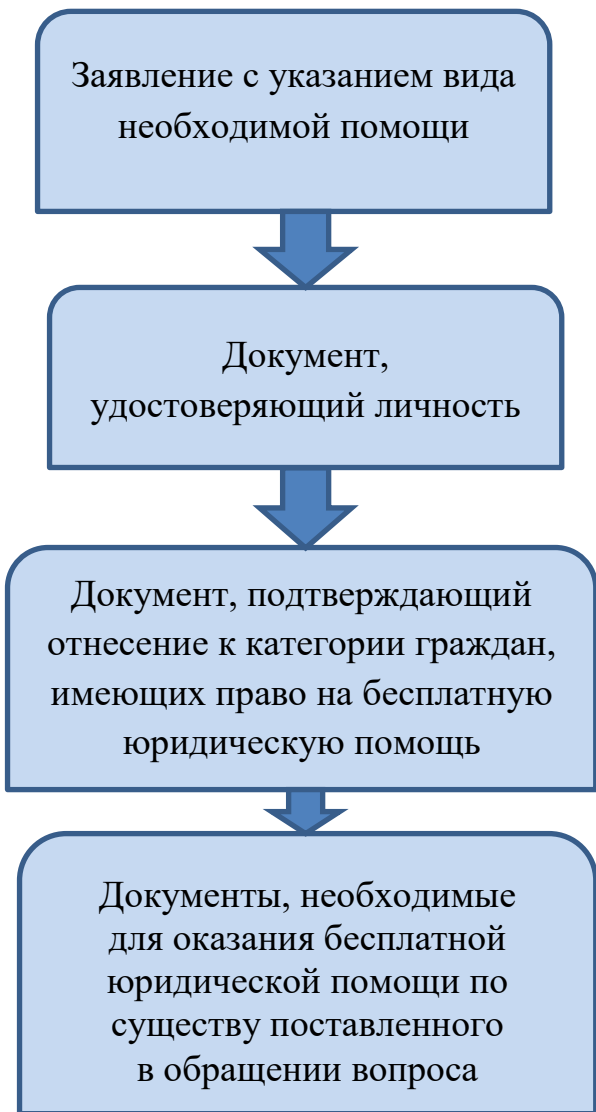 Заявление с указанием вида
необходимой помощи
Документ,
удостоверяющий личность
Документ, подтверждающий
отнесение к категории граждан,
имеющих право на бесплатную
юридическую помощь
Документы, необходимые
для оказания бесплатной
юридической помощи по
существу поставленного
в обращении вопроса